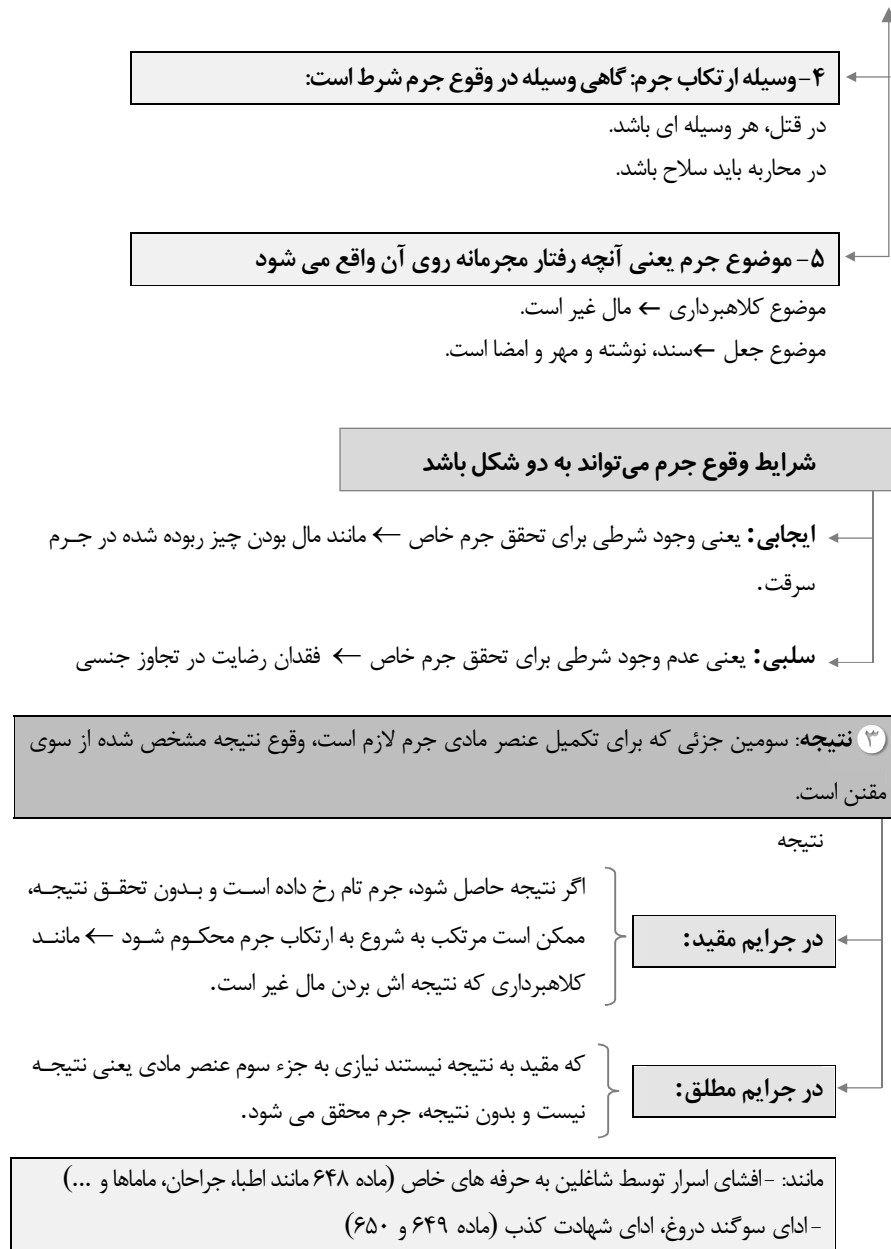 ۴-وسیله ارتکاب جرم: گاهی وسیله در وقوع جرم شرط است:
در قتل، هر وسیله ای باشد.
در محاربه باید سلاح باشد.
۵- موضوع جرم یعنی آنچه رفتار مجرمانه روی آن واقع می شود
موضوع کلاهبرداری ← مال غیر است.
موضوع جعل ←سند، نوشته و مهر و امضا است.
شرایط وقوع جرم می‌تواند به دو شکل باشد
ایجابی: یعنی وجود شرطی برای تحقق جرم خاص ← مانند مال بودن چیز ربوده شده در جـرم
سرقت.
سلبی: یعنی عدم وجود شرطی برای تحقق جرم خاص ← فقدان رضایت در تجاوز جنسی
۳ نتیجه: سومین جزئی که برای تکمیل عنصر مادی جرم لازم است، وقوع نتیجه مشخص شده از سوی
مقنن است.
نتیجه
در جرایم مقید:
اگر نتیجه حاصل شود، جرم تام رخ داده اسـت و بـدون تحقـق نتیجـه،
ممکن است مرتکب به شروع به ارتکاب جرم محکـوم شـود ← ماننـد
کلاهبرداری که نتیجه اش بردن مال غیر است.
در جرایم مطلق:
که مقید به نتیجه نیستند نیازی به جزء سوم عنصر مادی یعنی نتیجـه
نیست و بدون نتیجه، جرم محقق می شود.
مانند: -افشای اسرار توسط شاغلین به حرفه های خاص (ماده ۶۴۸ مانند اطبا، جراحان، ماماها و ...)
-ادای سوگند دروغ، ادای شهادت کذب (ماده ۶۴۹ و ۶۵۰)